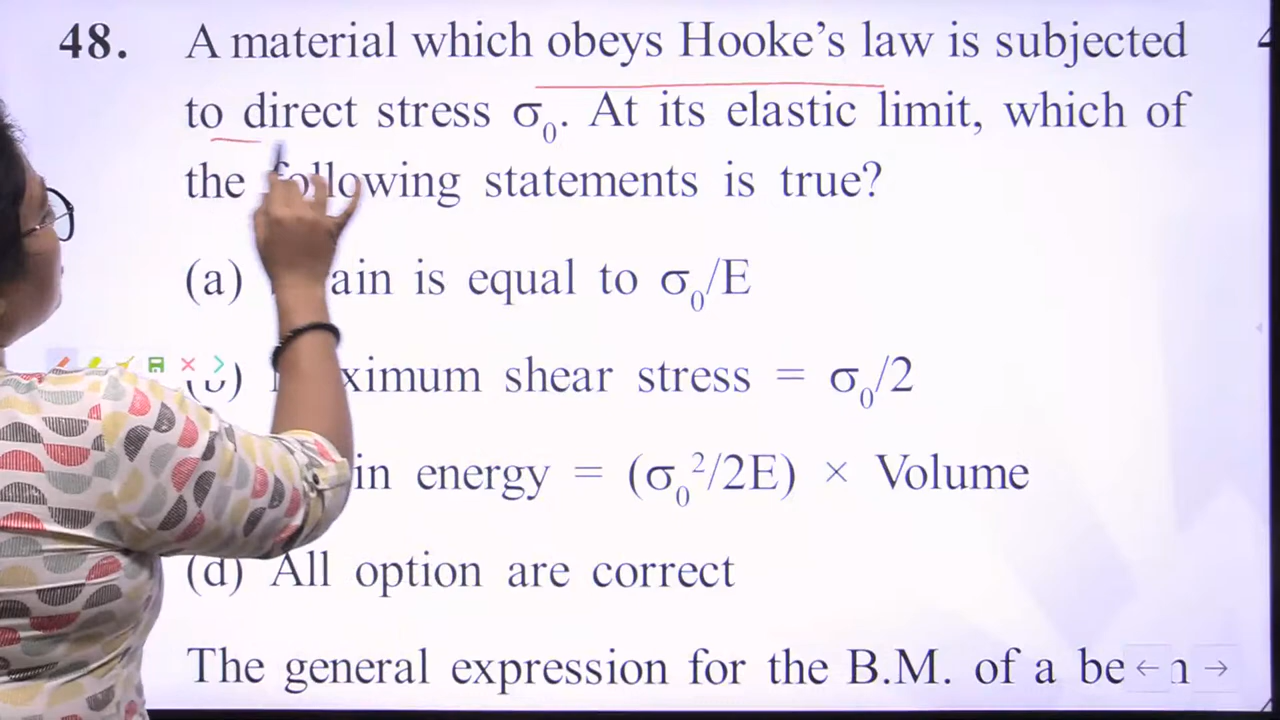 48. A material which obeys Hooke's law is subjected
to direct stress σ₀. At its elastic limit, which of
the following statements is true?
(a) ain is equal to σ₀/E
ximum shear stress = σ₀/2
in energy = (σ₀²/2E) × Volume
(d) All option are correct
The general expression for the B.M. of a be